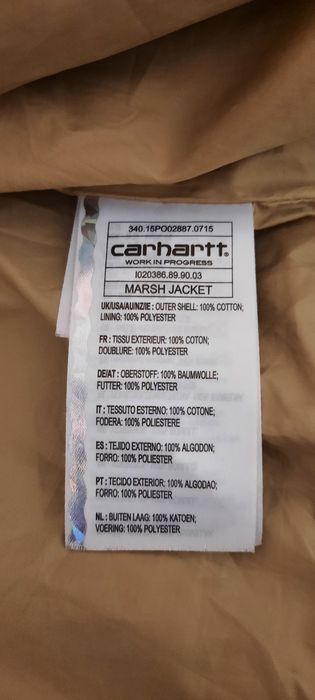 340.15PO02887.0715
carhartt®
WORK IN PROGRESS
I020386.89.90.03
MARSH JACKET
UK/USA/AU/NZ/IE : OUTER SHELL: 100% COTTON;
LINING: 100% POLYESTER
FR : TISSU EXTERIEUR: 100% COTON;
DOUBLURE: 100% POLYESTER
DE/AT : OBERSTOFF: 100% BAUMWOLLE;
FUTTER: 100% POLYESTER
IT : TESSUTO ESTERNO: 100% COTONE;
FODERA: 100% POLIESTERE
ES : TEJIDO EXTERNO: 100% ALGODON;
FORRO: 100% POLIESTER
PT : TECIDO EXTERIOR: 100% ALGODAO;
FORRO: 100% POLIESTER
NL : BUITEN LAAG: 100% KATOEN;
VOERING: 100% POLYESTER